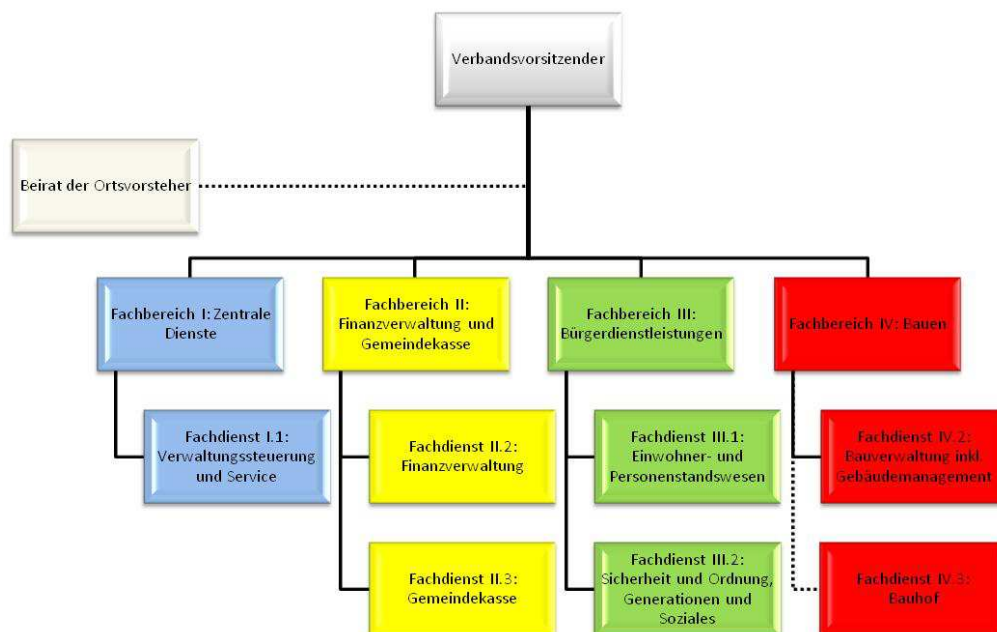 Verbandsvorsitzender
Beirat der Ortsvorsteher
Fachbereich I: Zentrale
Dienste
Fachbereich II:
Finanzverwaltung und
Gemeindekasse
Fachbereich III:
Bürgerdienstleistungen
Fachbereich IV: Bauen
Fachdienst I.1:
Verwaltungssteuerung
und Service
Fachdienst II.2:
Finanzverwaltung
Fachdienst III.1:
Einwohner- und
Personenstandswesen
Fachdienst IV.2:
Bauverwaltung inkl.
Gebäudemanagement
Fachdienst II.3:
Gemeindekasse
Fachdienst III.2:
Sicherheit und Ordnung,
Generationen und
Soziales
Fachdienst IV.3:
Bauhof